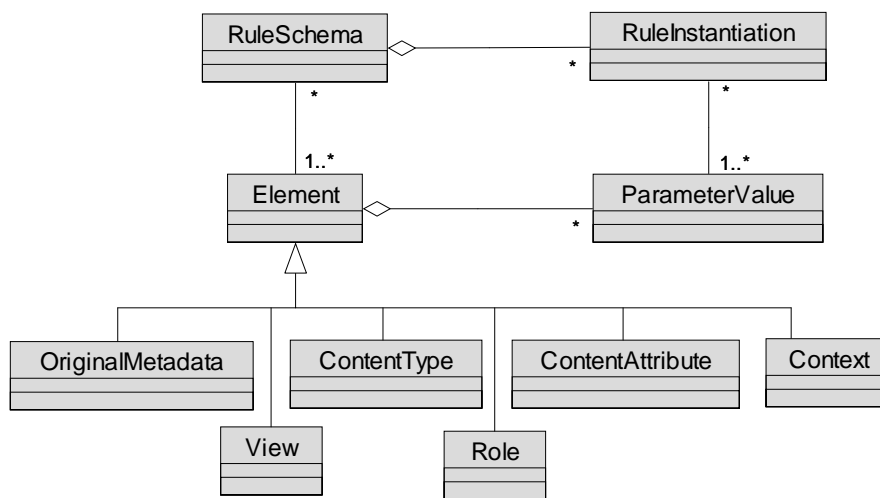 RuleSchema
RuleInstantiation
*
*
*
1..*
1..*
Element
ParameterValue
*
OriginalMetadata
ContentType
ContentAttribute
Context
View
Role